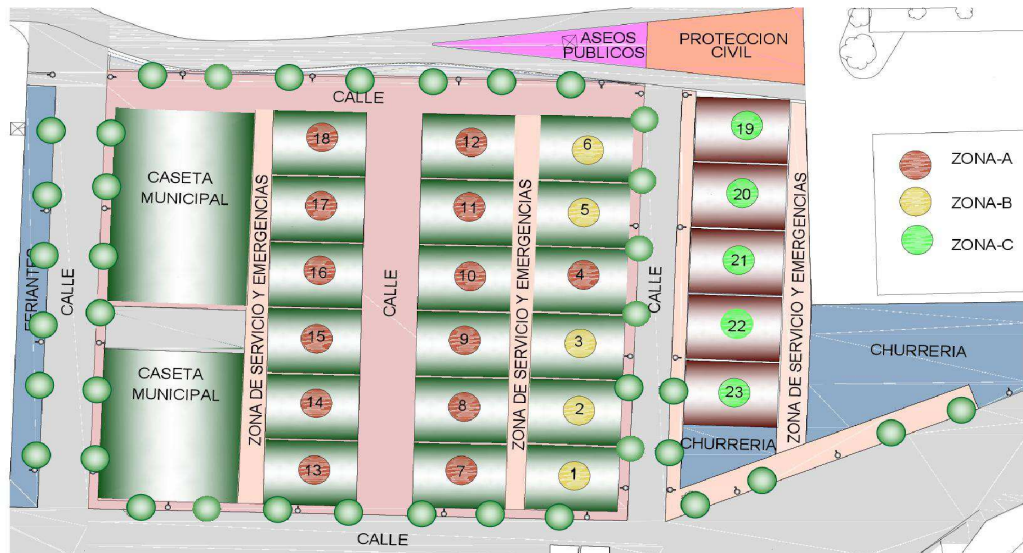 ASEOS
PÚBLICOS
PROTECCION
CIVIL
CALLE
18
12
6
19
ZONA-A
CASETA
MUNICIPAL
17
11
5
20
ZONA-B
16
10
4
21
ZONA-C
FERIANTES
CALLE
ZONA DE SERVICIO Y EMERGENCIAS
CALLE
ZONA DE SERVICIO Y EMERGENCIAS
CALLE
ZONA DE SERVICIO Y EMERGENCIAS
15
9
3
22
CHURRERIA
CASETA
MUNICIPAL
14
8
2
23
CHURRERIA
13
7
1
CALLE